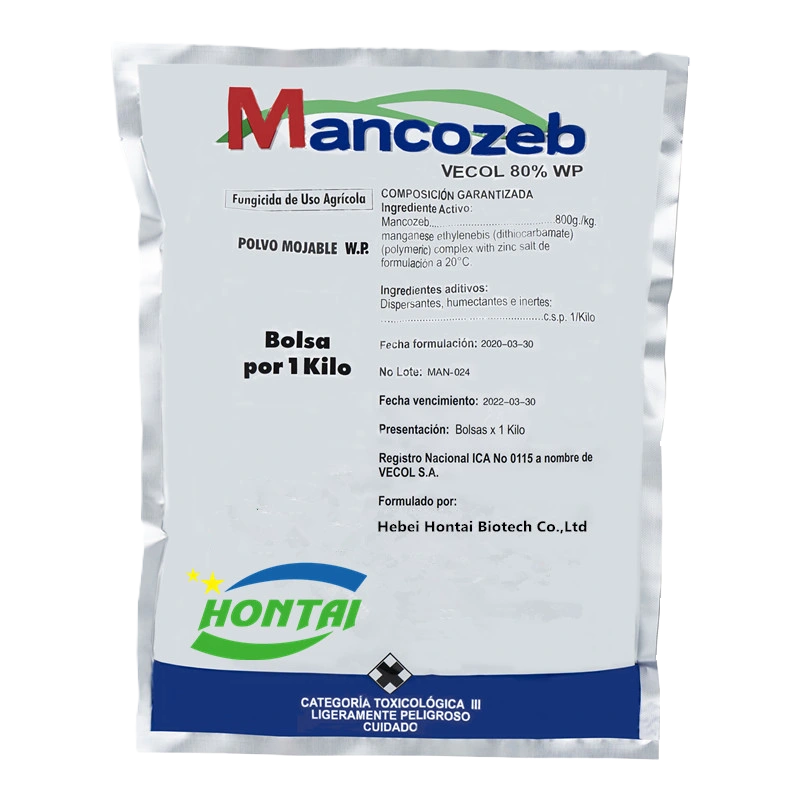 Mancozeb
VECOL 80% WP
Fungicida de Uso Agrícola
POLVO MOJABLE W.P.
Bolsa
por 1 Kilo
COMPOSICIÓN GARANTIZADA
Ingrediente Activo:
Mancozeb..............................800g./kg.
manganese ethylenebis (dithiocarbamate)
(polymeric) complex with zinc salt de
formulación a 20°C.
Ingredientes aditivos:
Dispersantes, humectantes e inertes:
........................................c.s.p. 1/Kilo
Fecha formulación: 2020-03-30
No Lote: MAN-024
Fecha vencimiento: 2022-03-30
Presentación: Bolsas x 1 Kilo
Registro Nacional ICA No 0115 a nombre de
VECOL S.A.
Formulado por:
Hebei Hontai Biotech Co.,Ltd
HONTAI
CATEGORÍA TOXICOLÓGICA III
LIGERAMENTE PELIGROSO
CUIDADO